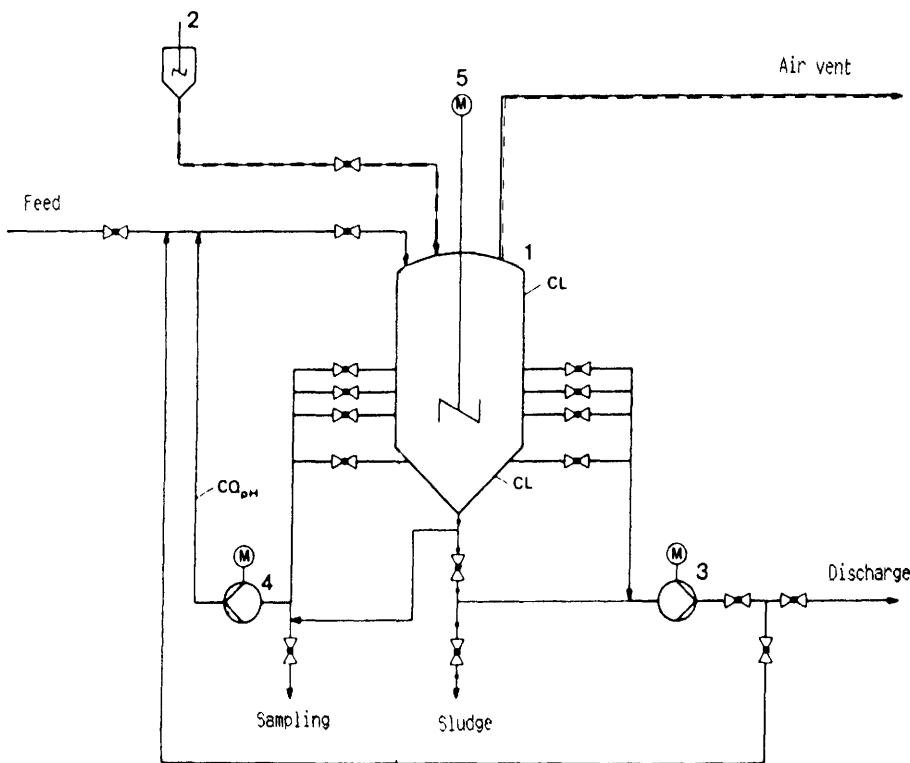 2
5
Air vent
M
Feed
1
CL
CQpH
CL
M
4
M
3
Discharge
Sampling
Sludge